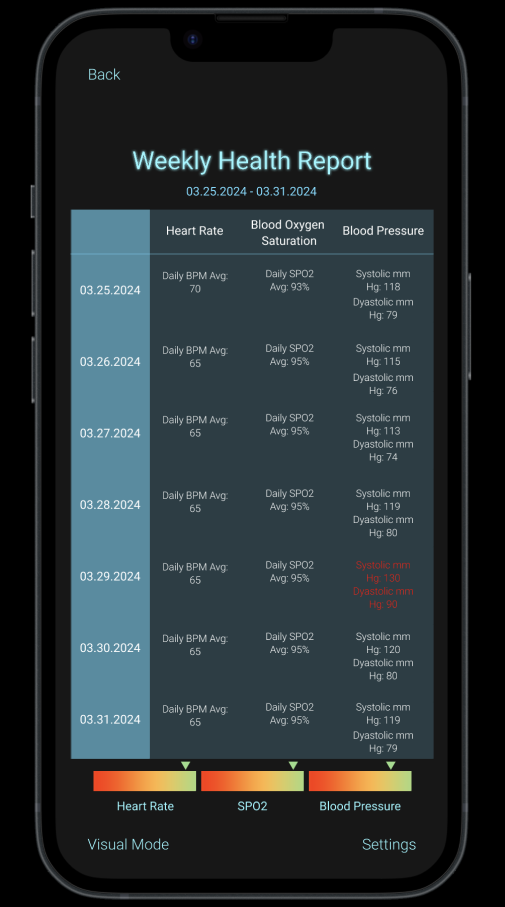 Back
Weekly Health Report
03.25.2024 - 03.31.2024
Heart Rate
Blood Oxygen
Saturation
Blood Pressure
03.25.2024
Daily BPM Avg:
70
Daily SPO2
Avg: 93%
Systolic mm
Hg: 118
Dyastolic mm
Hg: 79
03.26.2024
Daily BPM Avg:
65
Daily SPO2
Avg: 95%
Systolic mm
Hg: 115
Dyastolic mm
Hg: 76
03.27.2024
Daily BPM Avg:
65
Daily SPO2
Avg: 95%
Systolic mm
Hg: 113
Dyastolic mm
Hg: 74
03.28.2024
Daily BPM Avg:
65
Daily SPO2
Avg: 95%
Systolic mm
Hg: 119
Dyastolic mm
Hg: 80
03.29.2024
Daily BPM Avg:
65
Daily SPO2
Avg: 95%
Systolic mm
Hg: 130
Dyastolic mm
Hg: 90
03.30.2024
Daily BPM Avg:
65
Daily SPO2
Avg: 95%
Systolic mm
Hg: 120
Dyastolic mm
Hg: 80
03.31.2024
Daily BPM Avg:
65
Daily SPO2
Avg: 95%
Systolic mm
Hg: 119
Dyastolic mm
Hg: 79
Heart Rate
SPO2
Blood Pressure
Visual Mode
Settings